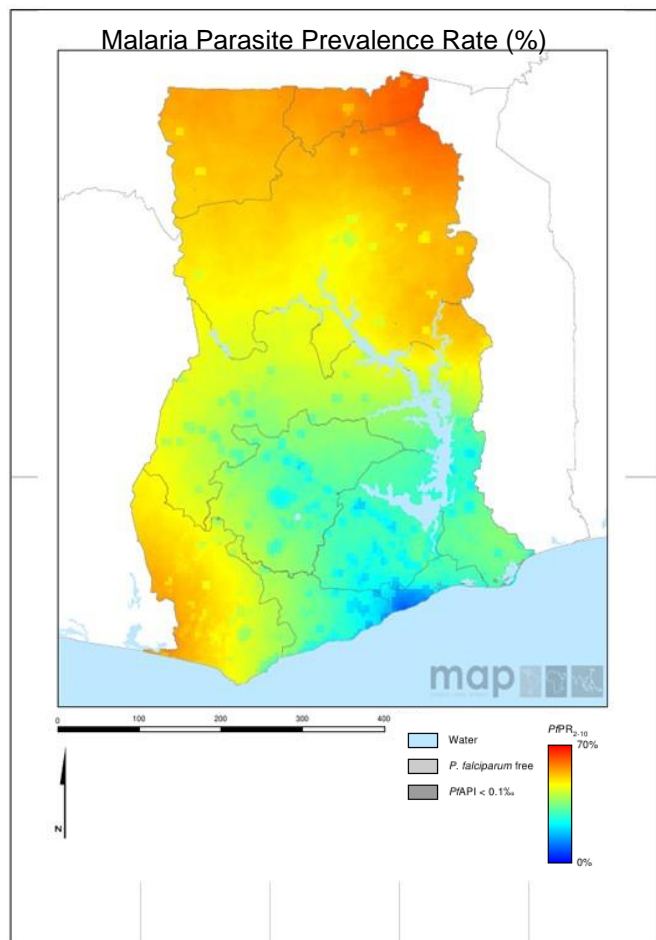 Malaria Parasite Prevalence Rate (%)
map
0 100 200 300 400
Water
P. falciparum free
PfAPI < 0.1‰
PfPR2-10
70%
0%
N